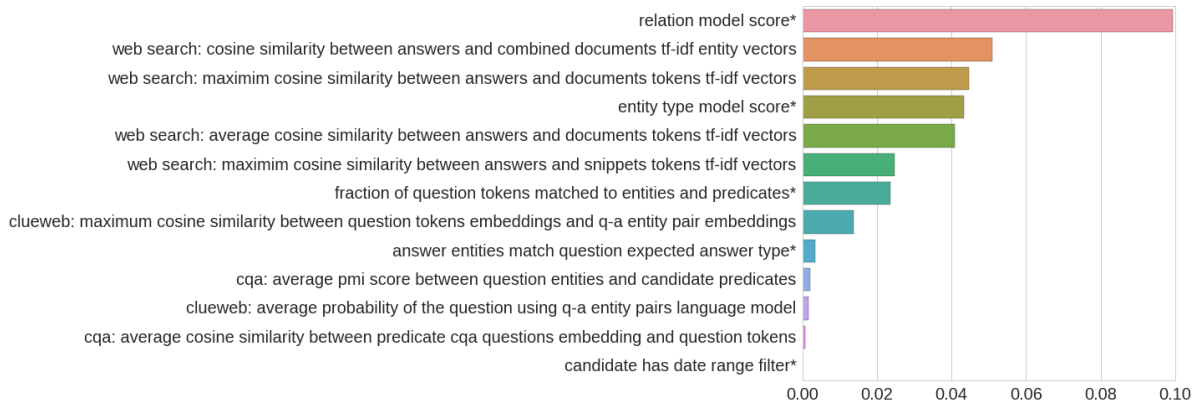 relation model score*
web search: cosine similarity between answers and combined documents tf-idf entity vectors
web search: maximim cosine similarity between answers and documents tokens tf-idf vectors
entity type model score*
web search: average cosine similarity between answers and documents tokens tf-idf vectors
web search: maximim cosine similarity between answers and snippets tokens tf-idf vectors
fraction of question tokens matched to entities and predicates*
clueweb: maximum cosine similarity between question tokens embeddings and q-a entity pair embeddings
answer entities match question expected answer type*
cqa: average pmi score between question entities and candidate predicates
clueweb: average probability of the question using q-a entity pairs language model
cqa: average cosine similarity between predicate cqa questions embedding and question tokens
candidate has date range filter*
0.00 0.02 0.04 0.06 0.08 0.10